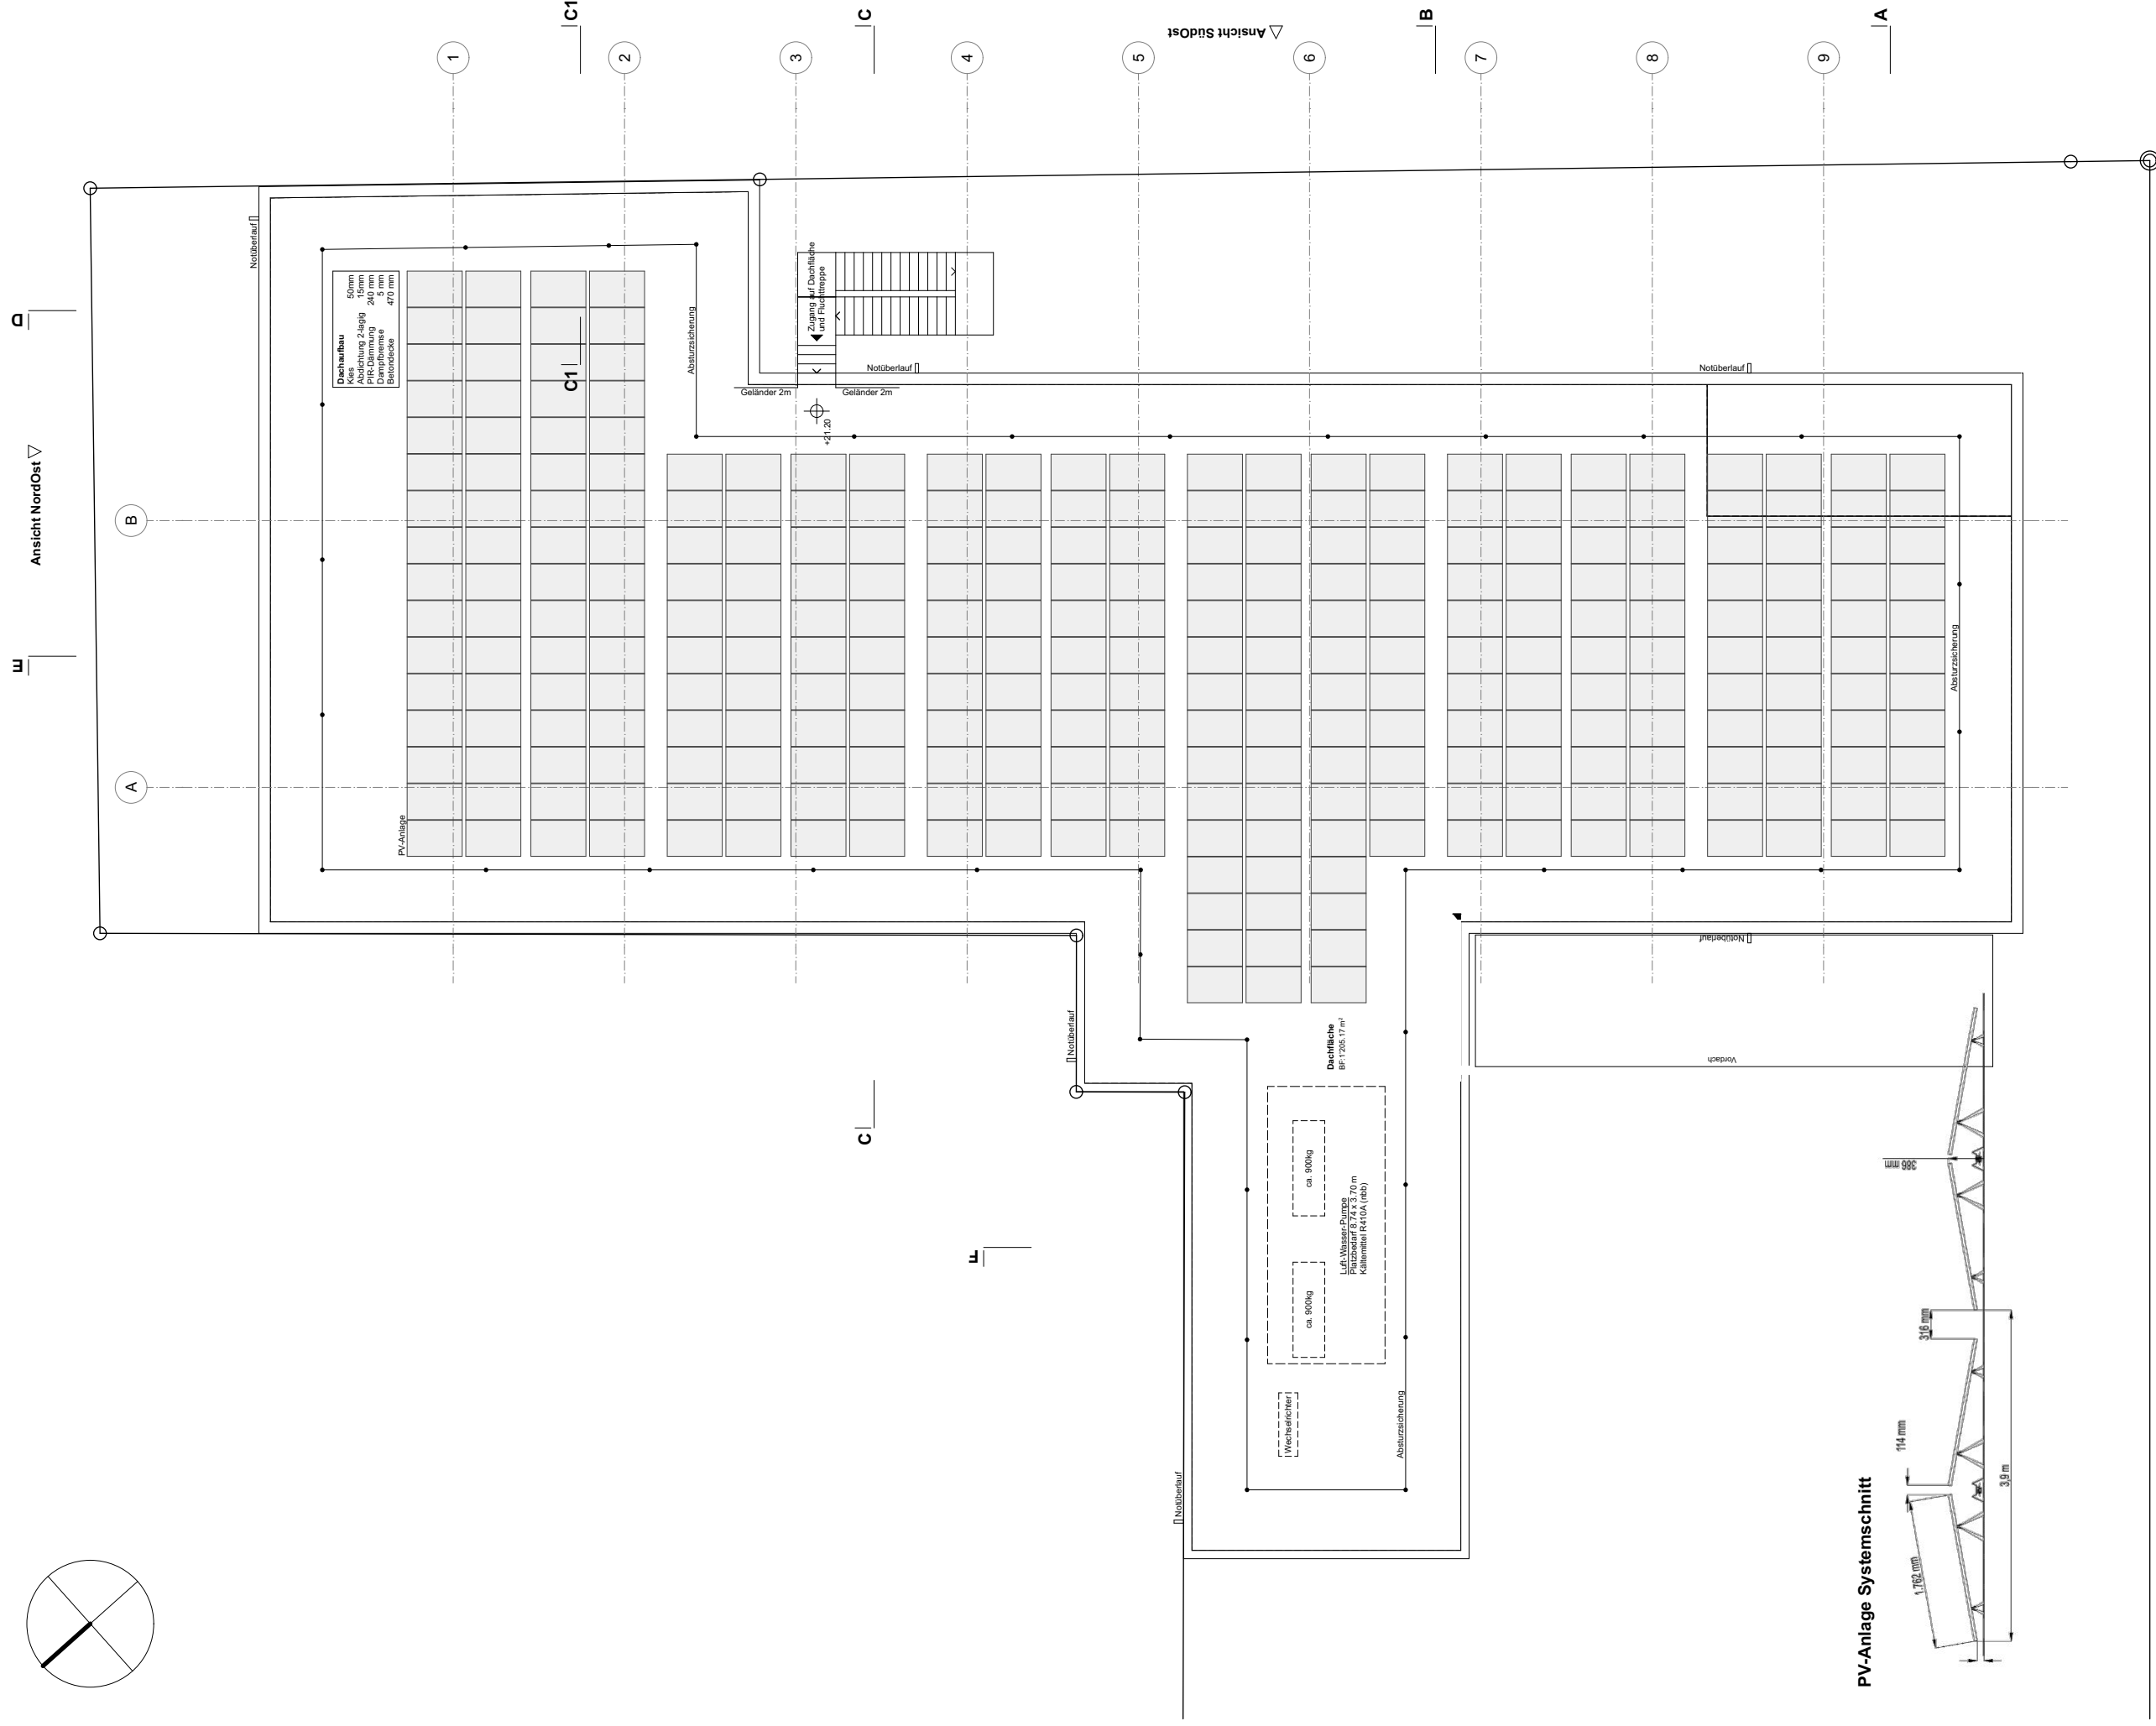 C1
C
Ansicht SüdOst
B
A
1
2
3
4
5
6
7
8
9
D
Ansicht NordOst
E
B
A
Notüberlauf
Dachaufbau
Kies 50mm
Abdichtung 2-lagig 15mm
PIR-Dämmung 240 mm
Dampfbremse 5 mm
Betondecke 470 mm
C1
Absturzsicherung
Zugang auf Dachfläche
und Fluchttreppe
Geländer 2m
Geländer 2m
+21.20
Notüberlauf
Notüberlauf
PV-Anlage
Absturzsicherung
Notüberlauf
Vordach
Notüberlauf
Dachfläche
BF:1'205.17 m²
C
F
ca. 900kg
ca. 900kg
Luft-Wasser-Pumpe
Platzbedarf 8.74 x 3.70 m
Kältemittel R410A (nbb)
Wechselrichter
Absturzsicherung
Notüberlauf
PV-Anlage Systemschnitt
1.762 mm
114 mm
3,9 m
316 mm
386 mm